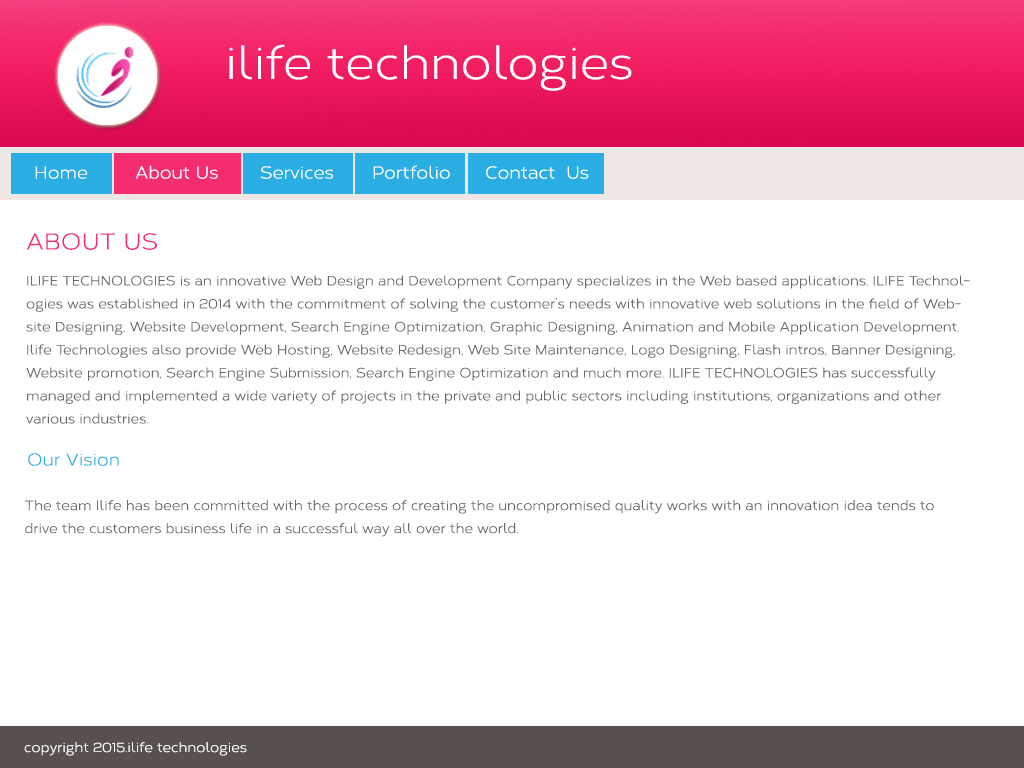 ilife technologies
Home About Us Services Portfolio Contact Us
ABOUT US
ILIFE TECHNOLOGIES is an innovative Web Design and Development Company specializes in the Web based applications. ILIFE Technol-
ogies was established in 2014 with the commitment of solving the customer's needs with innovative web solutions in the field of Web-
site Designing, Website Development, Search Engine Optimization, Graphic Designing, Animation and Mobile Application Development.
Ilife Technologies also provide Web Hosting, Website Redesign, Web Site Maintenance, Logo Designing, Flash intros, Banner Designing,
Website promotion, Search Engine Submission, Search Engine Optimization and much more. ILIFE TECHNOLOGIES has successfully
managed and implemented a wide variety of projects in the private and public sectors including institutions, organizations and other
various industries.
Our Vision
The team Ilife has been committed with the process of creating the uncompromised quality works with an innovation idea tends to
drive the customers business life in a successful way all over the world.
copyright 2015.ilife technologies